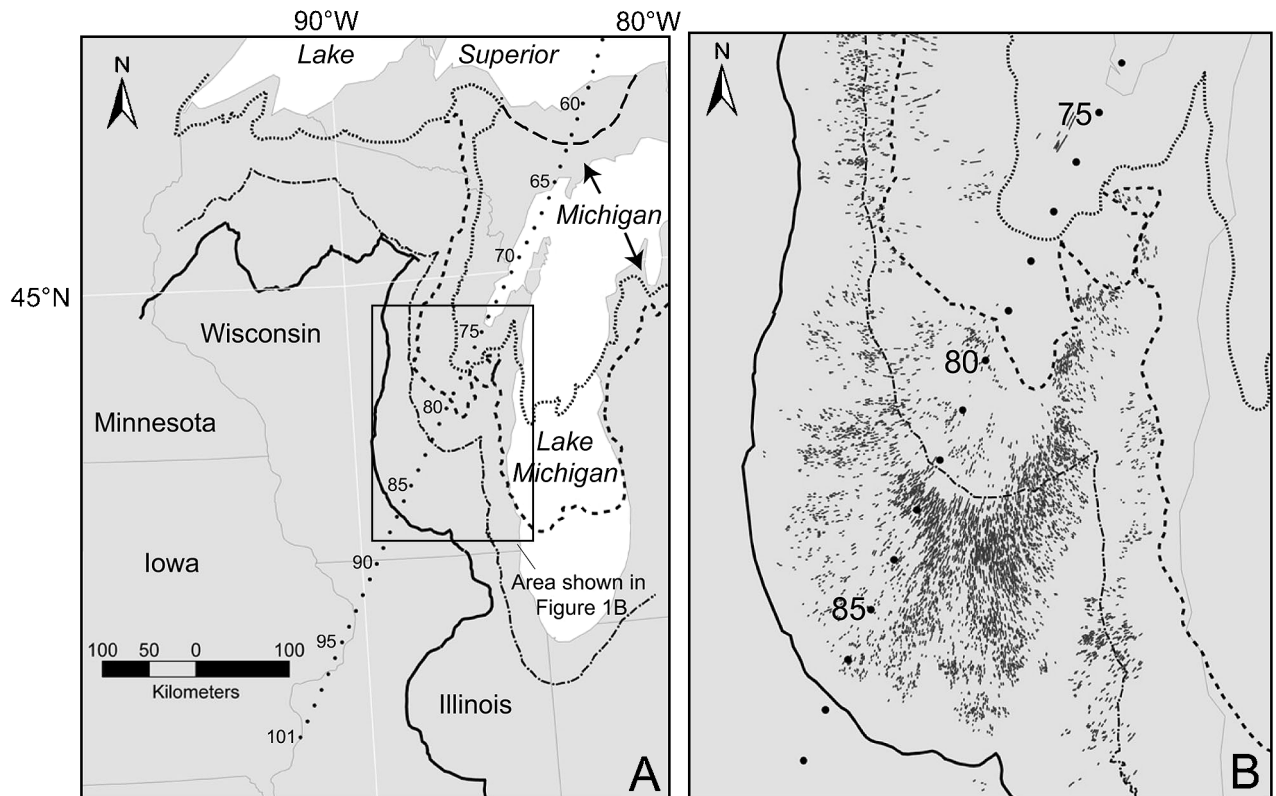 90°W
80°W
Lake Superior
N
60
65
Michigan
70
45°N
75
Wisconsin
80
Minnesota
Lake
Michigan
85
90
Iowa
Area shown in
Figure 1B
95
100 50 0 100
Kilometers
Illinois
101
A
N
75
80
85
B